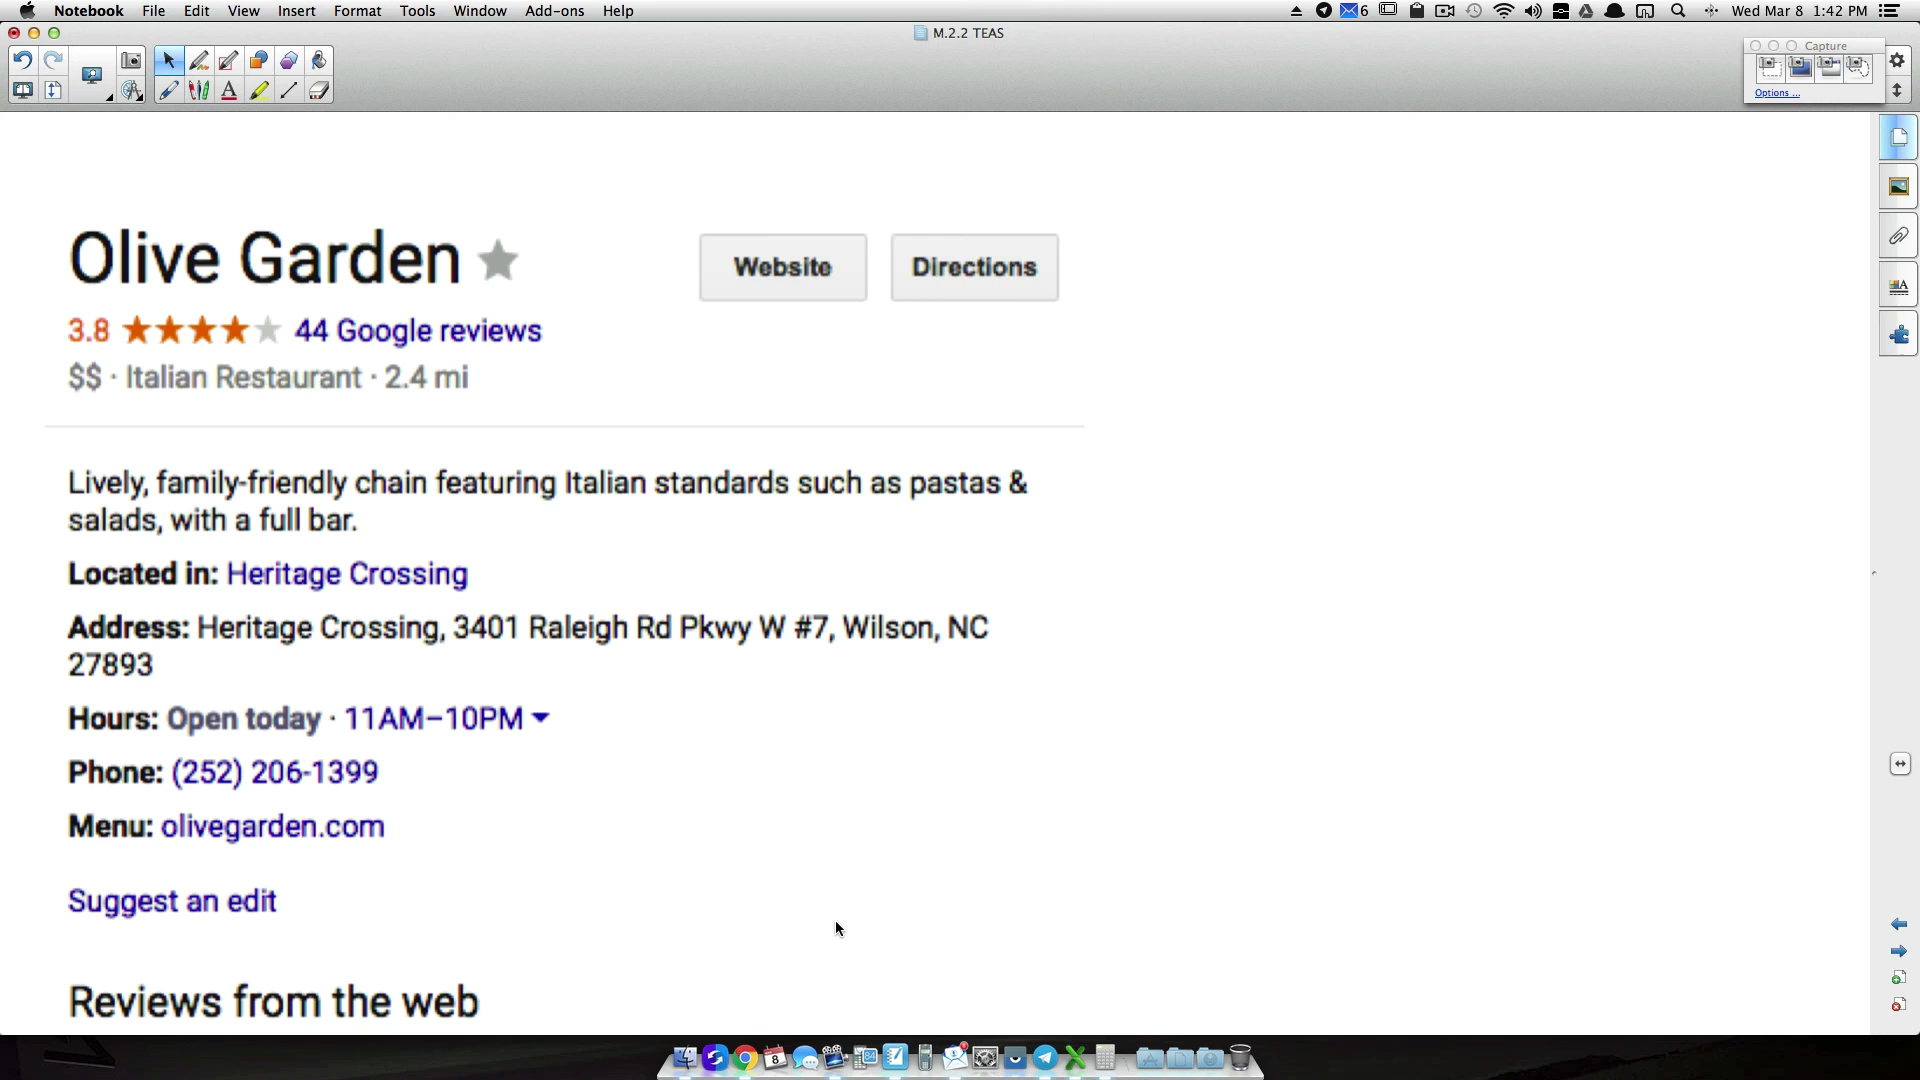 Notebook File Edit View Insert Format Tools Window Add-ons Help 6 Wed Mar 8 1:42 PM
M.2.2 TEAS
Capture
Options ...
Olive Garden
Website
Directions
3.8 44 Google reviews
$$ · Italian Restaurant · 2.4 mi
Lively, family-friendly chain featuring Italian standards such as pastas &
salads, with a full bar.
Located in: Heritage Crossing
Address: Heritage Crossing, 3401 Raleigh Rd Pkwy W #7, Wilson, NC
27893
Hours: Open today · 11AM–10PM
Phone: (252) 206-1399
Menu: olivegarden.com
Suggest an edit
Reviews from the web